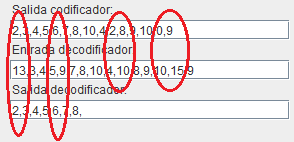 Salida codificador:
2,3,4,5,6,7,8,10,4,2,8,9,10,0,9
Entrada decodificador:
13,3,4,5,9,7,8,10,4,10,8,9,10,15,9
Salida decodificador:
2,3,4,5,6,7,8,